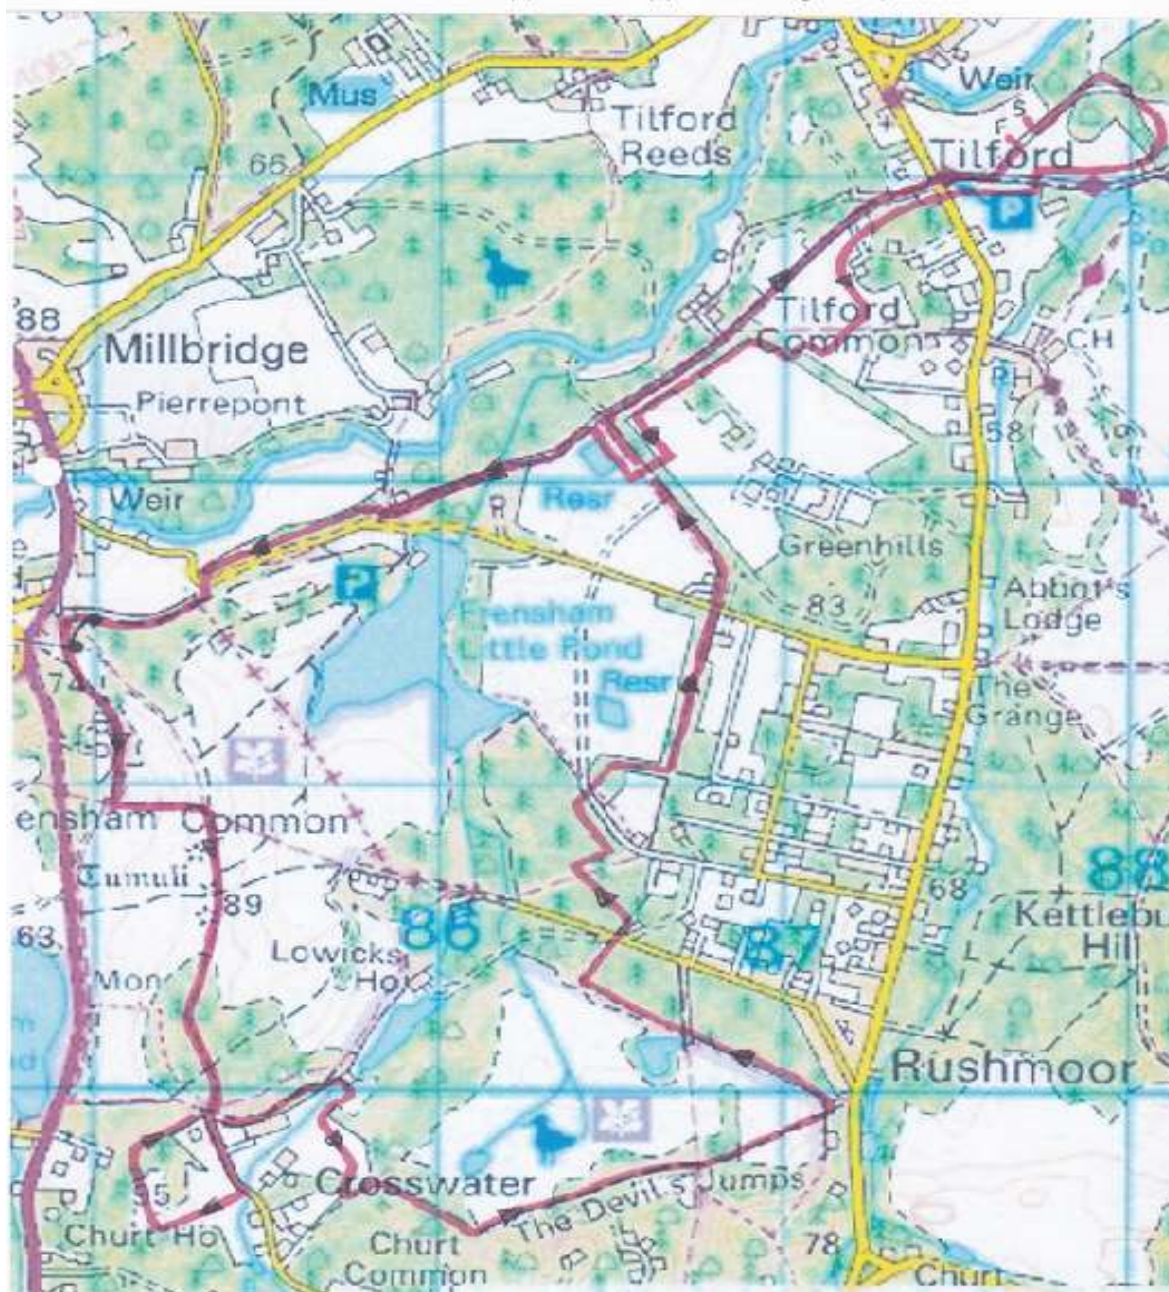 Mus
Tilford
Reeds
Weir
S
F
Tilford
P
66
88
Millbridge
Pierrepont
Tilford
Common
CH
PH
58
Weir
Resr
Greenhills
P
Frensham
Little Pond
Resr
83
Abbot's
Lodge
The
Grange
74
ensham Common
Tumuli
89
86
87
88
68
Kettlebu
Hill
63
Mon
Lowicks
Ho
Rushmoor
Crosswater
The Devil's Jumps
95
Churt Ho
Churt
Common
78
Churt